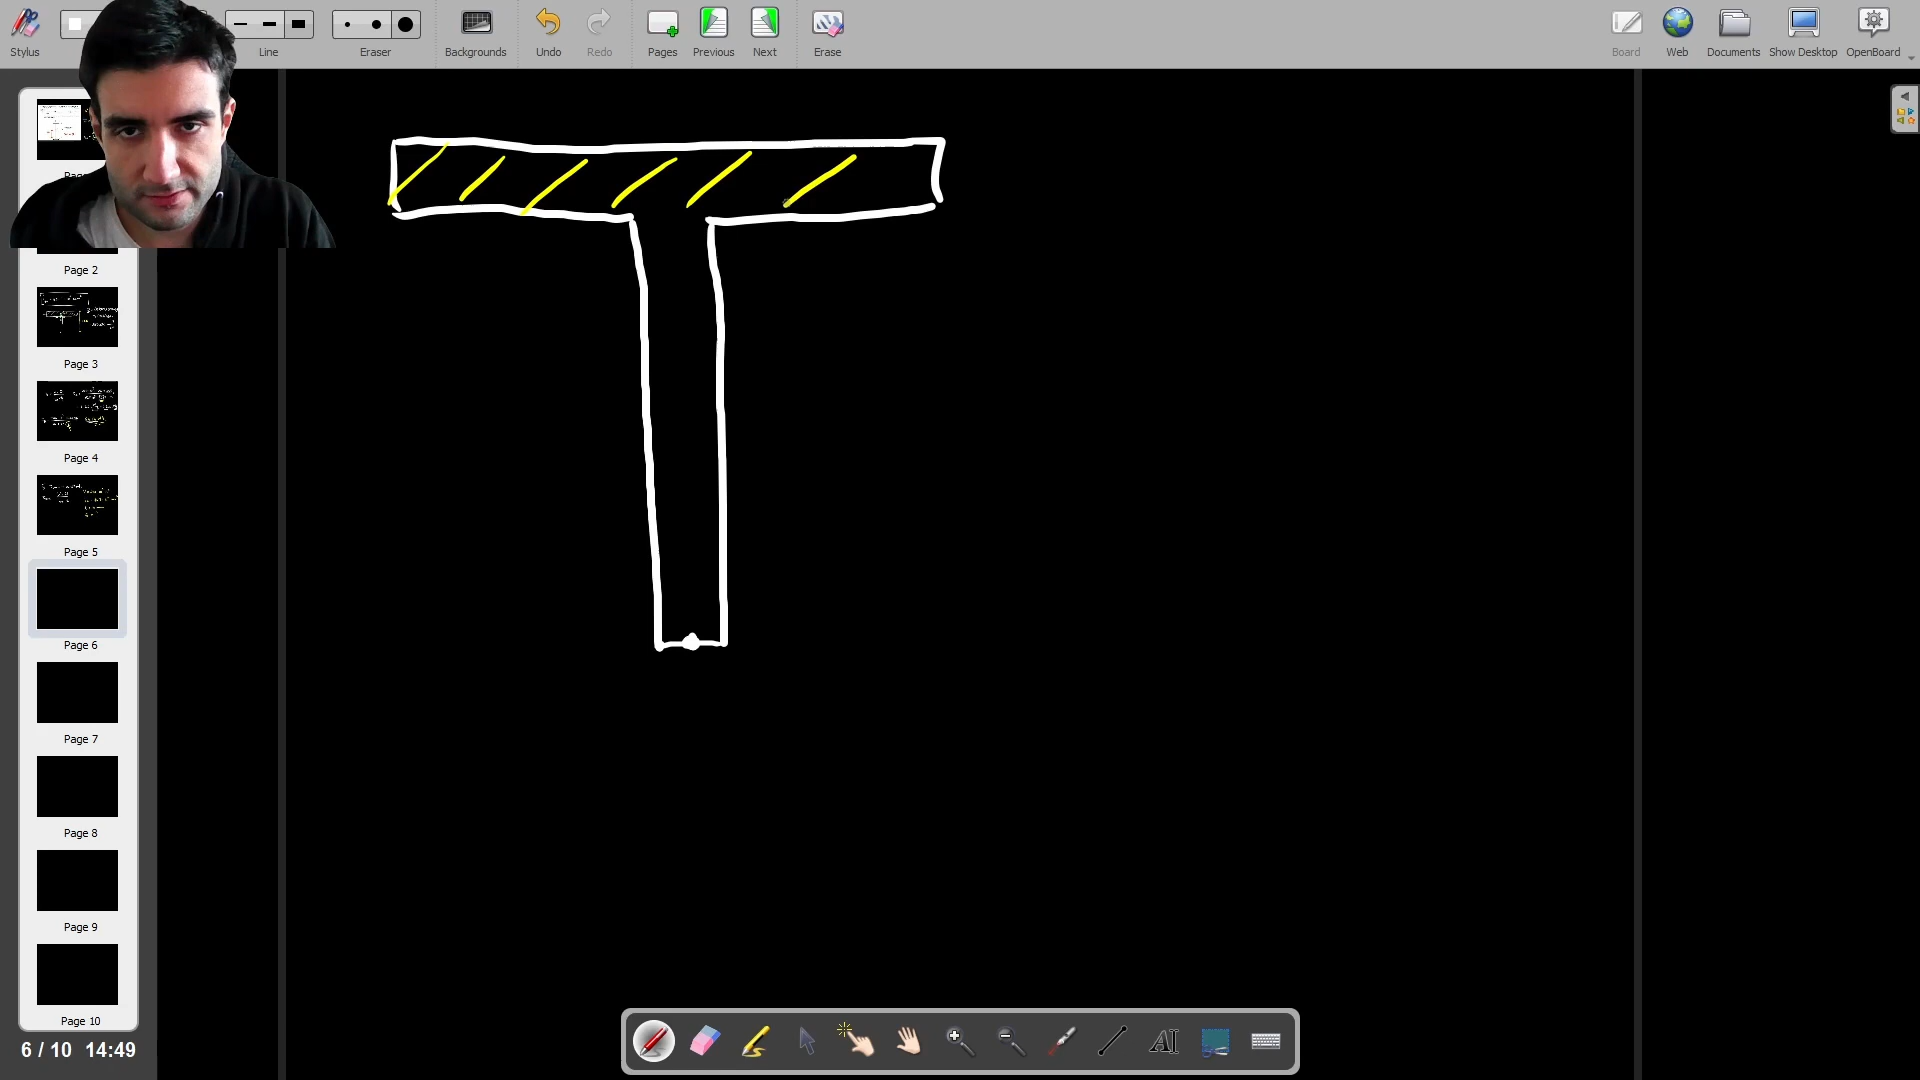 Stylus
Line
Eraser
Backgrounds
Undo
Redo
Pages
Previous
Next
Erase
Board
Web
Documents
Show Desktop
OpenBoard
Page 2
Page 3
Page 4
Page 5
Page 6
Page 7
Page 8
Page 9
Page 10
6 / 10 14:49
AI